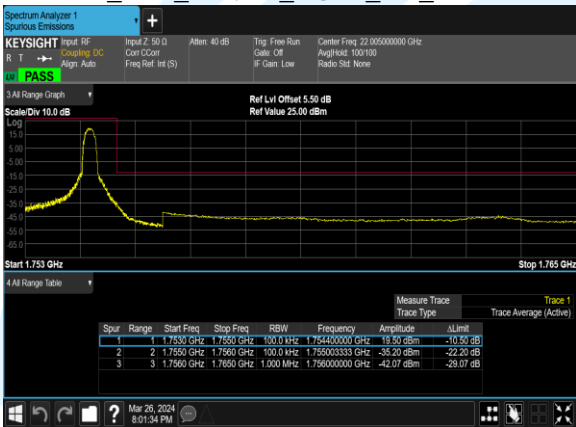 Spectrum Analyzer 1
Spurious Emissions
+
KEYSIGHT Input: RF Input Z: 50 Ω Atten: 40 dB Trig: Free Run Center Freq: 22.005000000 GHz
R T Coupling: DC Corr CCorr Gate: Off Avg|Hold: 100/100
Align: Auto Freq Ref: Int (S) IF Gain: Low Radio Std: None
PASS
3 All Range Graph
Ref Lvl Offset 5.50 dB
Scale/Div 10.0 dB Ref Value 25.00 dBm
Log
15.0
5.00
-5.00
-15.0
-25.0
-35.0
-45.0
-55.0
-65.0
Start 1.753 GHz Stop 1.765 GHz
4 All Range Table
Measure Trace Trace 1
Trace Type Trace Average (Active)
Spur Range Start Freq Stop Freq RBW Frequency Amplitude ΔLimit
1 1 1.7530 GHz 1.7550 GHz 100.0 kHz 1.754400000 GHz 19.50 dBm -10.50 dB
2 2 1.7550 GHz 1.7560 GHz 100.0 kHz 1.755003333 GHz -35.20 dBm -22.20 dB
3 3 1.7560 GHz 1.7650 GHz 1.000 MHz 1.756000000 GHz -42.07 dBm -29.07 dB
? Mar 26, 2024
8:01:34 PM